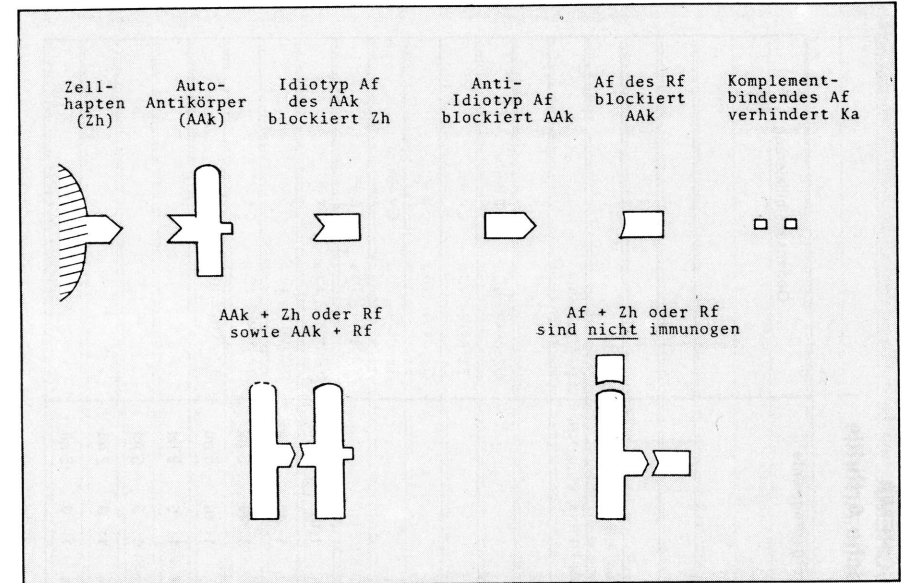 Zell-
hapten
(Zh)
Auto-
Antikörper
(AAk)
Idiotyp Af
des AAk
blockiert Zh
Anti-
Idiotyp Af
blockiert AAk
Af des Rf
blockiert
AAk
Komplement-
bindendes Af
verhindert Ka
AAk + Zh oder Rf
sowie AAk + Rf
Af + Zh oder Rf
sind nicht immunogen